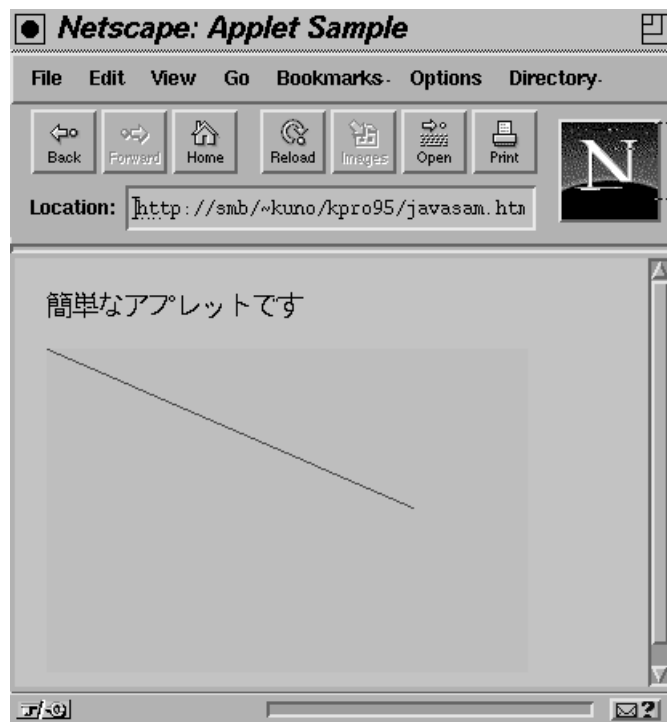 Netscape: Applet Sample
File Edit View Go Bookmarks Options Directory
Back Forward Home Reload Images Open Print
N
Location: http://smb/~kuno/kpro95/javasam.htm
簡単なアプレットです
?